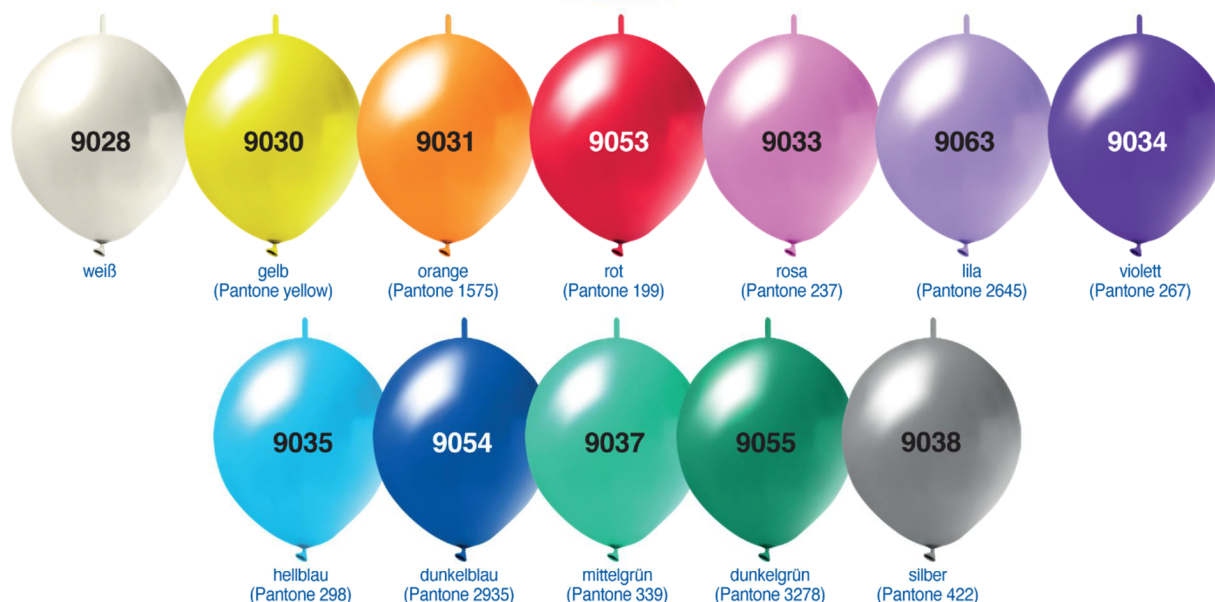 9028
9030
9031
9053
9033
9063
9034
weiß
gelb
(Pantone yellow)
orange
(Pantone 1575)
rot
(Pantone 199)
rosa
(Pantone 237)
lila
(Pantone 2645)
violett
(Pantone 267)
9035
9054
9037
9055
9038
hellblau
(Pantone 298)
dunkelblau
(Pantone 2935)
mittelgrün
(Pantone 339)
dunkelgrün
(Pantone 3278)
silber
(Pantone 422)